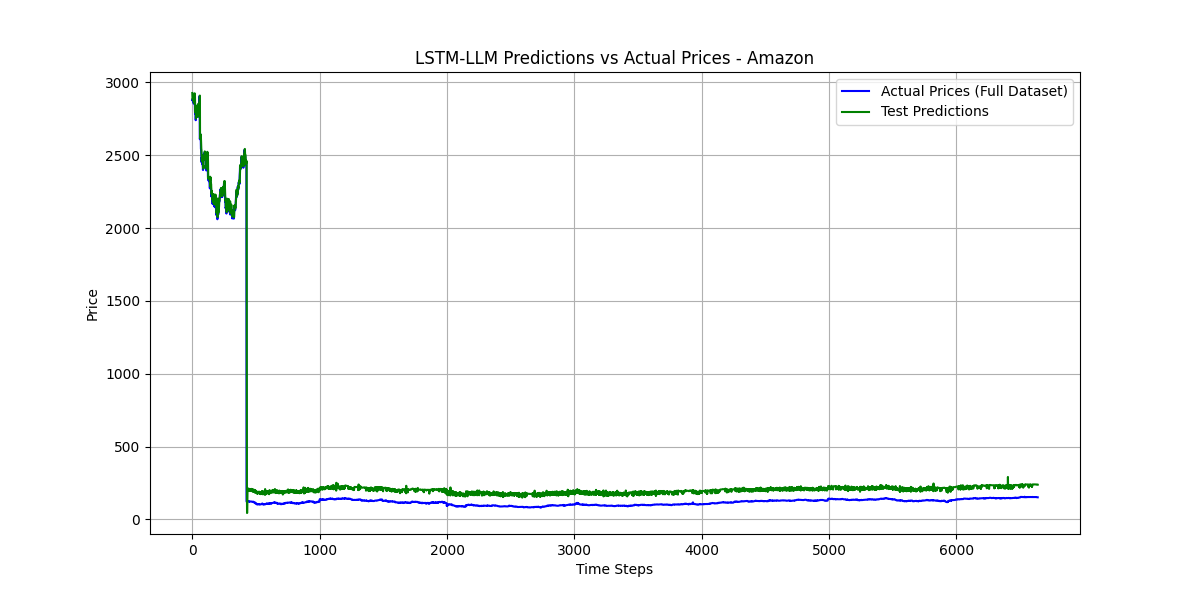 LSTM-LLM Predictions vs Actual Prices - Amazon
3000
2500
2000
1500
1000
500
0
Price
Actual Prices (Full Dataset)
Test Predictions
0 1000 2000 3000 4000 5000 6000
Time Steps